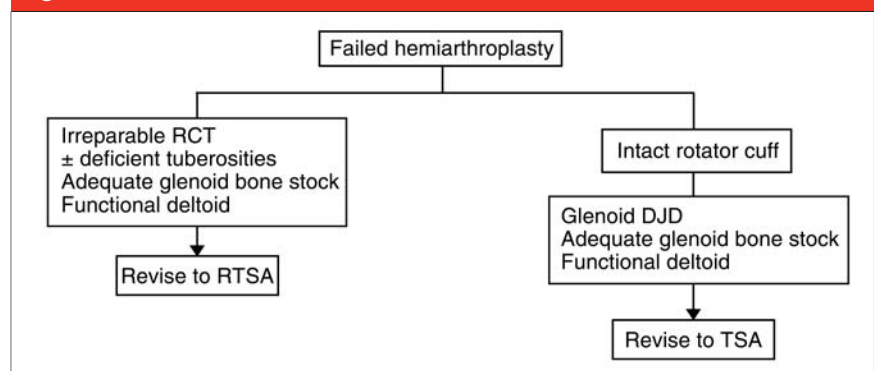 Failed hemiarthroplasty
Irreparable RCT
± deficient tuberosities
Adequate glenoid bone stock
Functional deltoid
Revise to RTSA
Intact rotator cuff
Glenoid DJD
Adequate glenoid bone stock
Functional deltoid
Revise to TSA